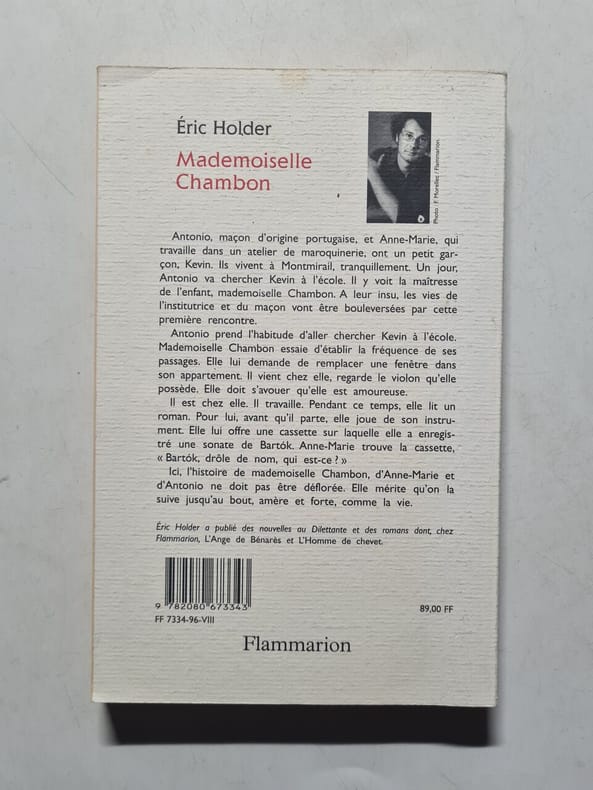 Éric Holder
Mademoiselle
Chambon
Photo : F. Morellec / Flammarion.
Antonio, maçon d'origine portugaise, et Anne-Marie, qui
travaille dans un atelier de maroquinerie, ont un petit gar-
çon, Kevin. Ils vivent à Montmirail, tranquillement. Un jour,
Antonio va chercher Kevin à l'école. Il y voit la maîtresse
de l'enfant, mademoiselle Chambon. A leur insu, les vies de
l'institutrice et du maçon vont être bouleversées par cette
première rencontre.
Antonio prend l'habitude d'aller chercher Kevin à l'école.
Mademoiselle Chambon essaie d'établir la fréquence de ses
passages. Elle lui demande de remplacer une fenêtre dans
son appartement. Il vient chez elle, regarde le violon qu'elle
possède. Elle doit s'avouer qu'elle est amoureuse.
Il est chez elle. Il travaille. Pendant ce temps, elle lit un
roman. Pour lui, avant qu'il parte, elle joue de son instru-
ment. Elle lui offre une cassette sur laquelle elle a enregis-
tré une sonate de Bartók. Anne-Marie trouve la cassette,
« Bartók, drôle de nom, qui est-ce ? »
Ici, l'histoire de mademoiselle Chambon, d'Anne-Marie et
d'Antonio ne doit pas être déflorée. Elle mérite qu'on la
suive jusqu'au bout, amère et forte, comme la vie.
Éric Holder a publié des nouvelles au Dilettante et des romans dont, chez
Flammarion, L'Ange de Bénarès et L'Homme de chevet.
9 782080 673343
89,00 FF
FF 7334-96-VIII
Flammarion